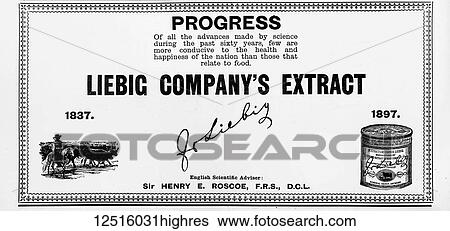 PROGRESS
Of all the advances made by science
during the past sixty years, few are
more conducive to the health and
happiness of the nation than those that
relate to food.
LIEBIG COMPANY'S EXTRACT
1837.
1897.
J v Liebig
FOTOSEARCH
J v Liebig
English Scientific Adviser:
Sir HENRY E. ROSCOE, F.R.S., D.C.L.
12516031highres www.fotosearch.com